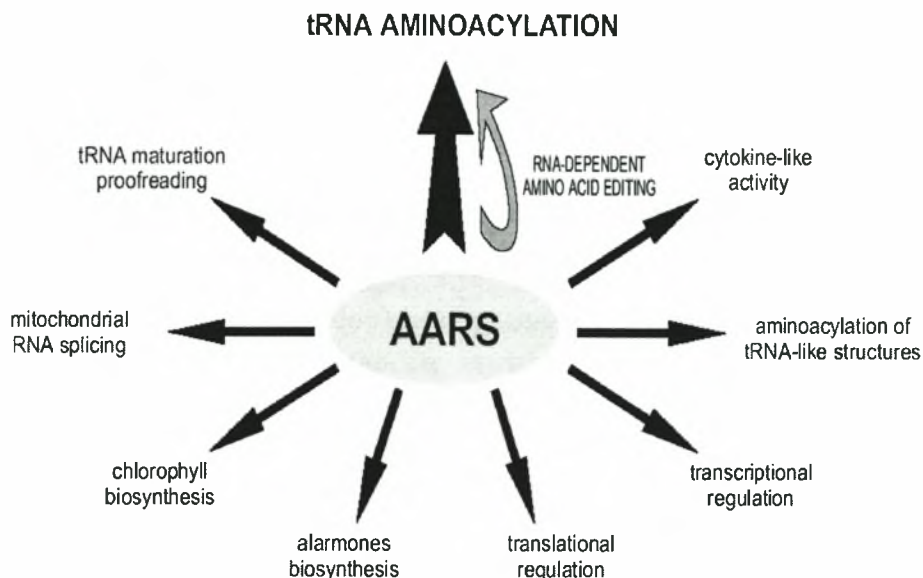 tRNA AMINOACYLATION
tRNA maturation
proofreading
RNA-DEPENDENT
AMINO ACID EDITING
cytokine-like
activity
mitochondrial
RNA splicing
AARS
aminoacylation of
tRNA-like structures
chlorophyll
biosynthesis
transcriptional
regulation
alarmones
biosynthesis
translational
regulation